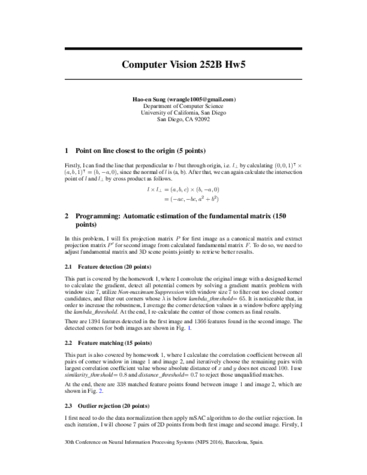 Computer Vision 252B Hw5
Hao-en Sung (wrangle1005@gmail.com)
Department of Computer Science
University of California, San Diego
San Diego, CA 92092
1 Point on line closest to the origin (5 points)
Firstly, I can find the line that perpendicular to l but through origin, i.e. l⊥ by calculating (0, 0, 1)⊤ ×
(a, b, 1)⊤ = (b, −a, 0), since the normal of l is (a, b). After that, we can again calculate the intersection
point of l and l⊥ by cross product as follows.
l × l⊥ = (a, b, c) × (b, −a, 0)
= (−ac, −bc, a² + b²)
2 Programming: Automatic estimation of the fundamental matrix (150
points)
In this problem, I will fix projection matrix P for first image as a canonical matrix and extract
projection matrix P′ for second image from calculated fundamental matrix F. To do so, we need to
adjust fundamental matrix and 3D scene points jointly to retrieve better results.
2.1 Feature detection (20 points)
This part is covered by the homework 1, where I convolute the original image with a designed kernel
to calculate the gradient, detect all potential corners by solving a gradient matrix problem with
window size 7, utilize Non-maximum Suppression with window size 7 to filter out too closed corner
candidates, and filter out corners whose λ is below lambda_threshold= 65. It is noticeable that, in
order to increase the robustness, I average the corner detection values in a window before applying
the lambda_threshold. At the end, I re-calculate the center of those corners as final results.
There are 1391 features detected in the first image and 1366 features found in the second image. The
detected corners for both images are shown in Fig. 1.
2.2 Feature matching (15 points)
This part is also covered by homework 1, where I calculate the correlation coefficient between all
pairs of corner window in image 1 and image 2, and iteratively choose the remaining pairs with
largest correlation coefficient value whose absolute distance of x and y does not exceed 100. I use
similarity_threshold= 0.8 and distance_threshold= 0.7 to reject those unqualified matches.
At the end, there are 338 matched feature points found between image 1 and image 2, which are
shown in Fig. 2.
2.3 Outlier rejection (20 points)
I first need to do the data normalization then apply mSAC algorithm to do the outlier rejection. In
each iteration, I will choose 7 pairs of 2D points from both first image and second image. Firstly, I
30th Conference on Neural Information Processing Systems (NIPS 2016), Barcelona, Spain.